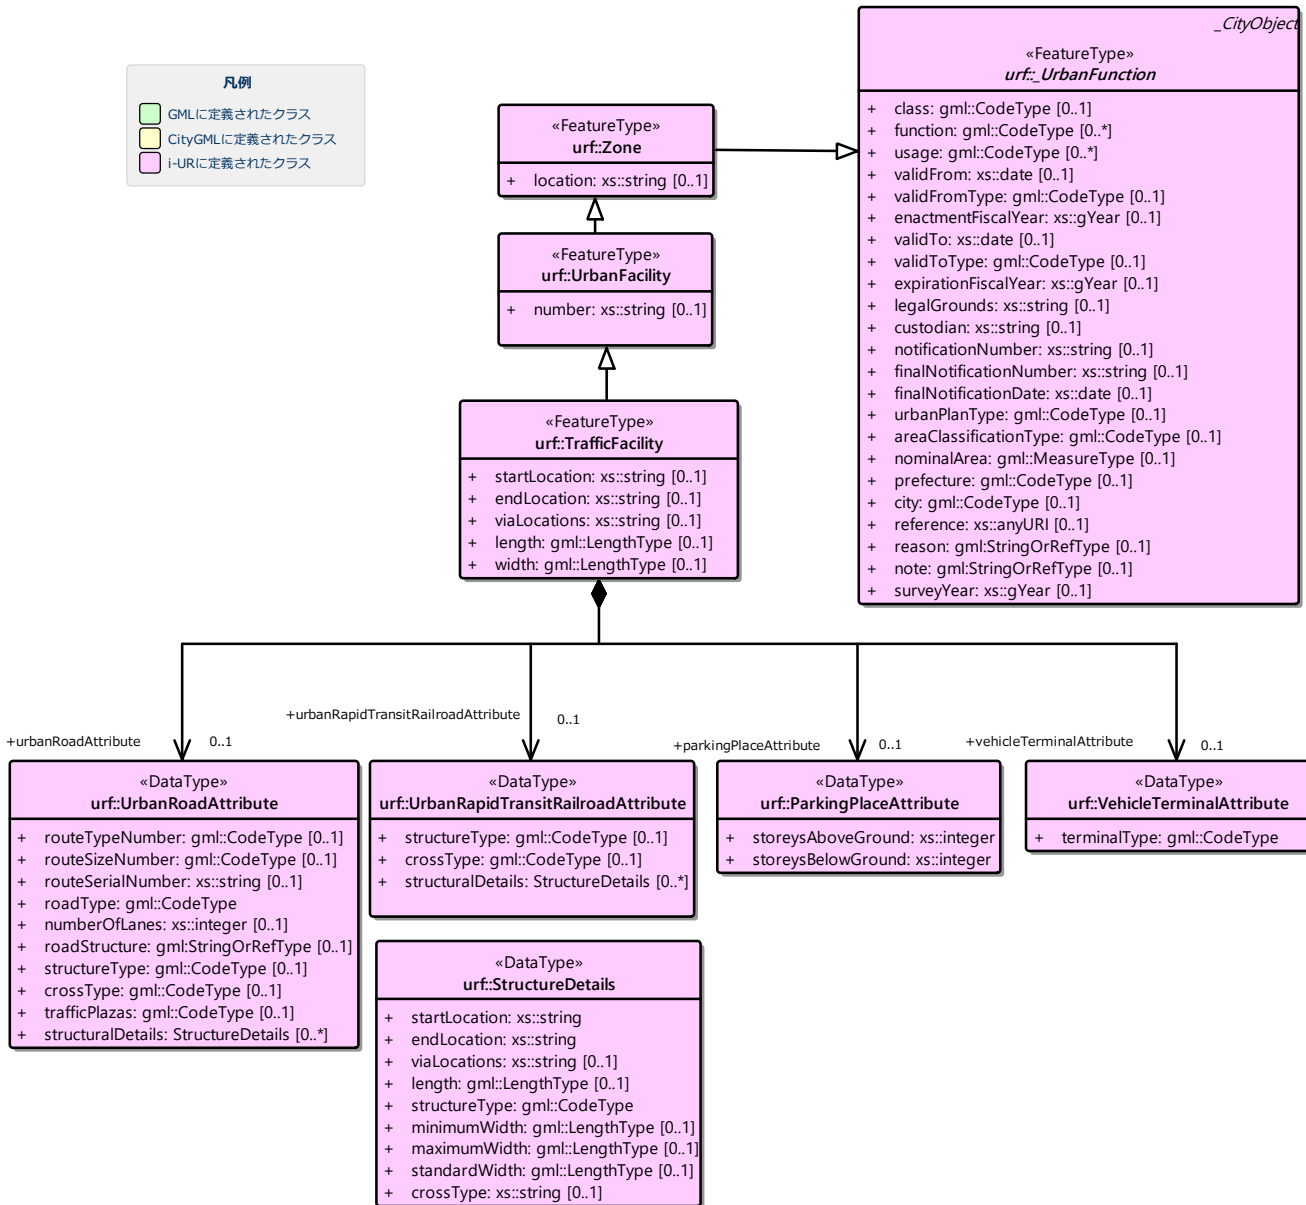 凡例
GMLに定義されたクラス
CityGMLに定義されたクラス
i-URに定義されたクラス
_CityObject
«FeatureType»
urf::_UrbanFunction
+ class: gml::CodeType [0..1]
+ function: gml::CodeType [0..*]
+ usage: gml::CodeType [0..*]
+ validFrom: xs::date [0..1]
+ validFromType: gml::CodeType [0..1]
+ enactmentFiscalYear: xs::gYear [0..1]
+ validTo: xs::date [0..1]
+ validToType: gml::CodeType [0..1]
+ expirationFiscalYear: xs::gYear [0..1]
+ legalGrounds: xs::string [0..1]
+ custodian: xs::string [0..1]
+ notificationNumber: xs::string [0..1]
+ finalNotificationNumber: xs::string [0..1]
+ finalNotificationDate: xs::date [0..1]
+ urbanPlanType: gml::CodeType [0..1]
+ areaClassificationType: gml::CodeType [0..1]
+ nominalArea: gml::MeasureType [0..1]
+ prefecture: gml::CodeType [0..1]
+ city: gml::CodeType [0..1]
+ reference: xs::anyURI [0..1]
+ reason: gml:StringOrRefType [0..1]
+ note: gml:StringOrRefType [0..1]
+ surveyYear: xs::gYear [0..1]
«FeatureType»
urf::Zone
+ location: xs::string [0..1]
«FeatureType»
urf::UrbanFacility
+ number: xs::string [0..1]
«FeatureType»
urf::TrafficFacility
+ startLocation: xs::string [0..1]
+ endLocation: xs::string [0..1]
+ viaLocations: xs::string [0..1]
+ length: gml::LengthType [0..1]
+ width: gml::LengthType [0..1]
+urbanRoadAttribute 0..1
+urbanRapidTransitRailroadAttribute 0..1
+parkingPlaceAttribute 0..1
+vehicleTerminalAttribute 0..1
«DataType»
urf::UrbanRoadAttribute
+ routeTypeNumber: gml::CodeType [0..1]
+ routeSizeNumber: gml::CodeType [0..1]
+ routeSerialNumber: xs::string [0..1]
+ roadType: gml::CodeType
+ numberOfLanes: xs::integer [0..1]
+ roadStructure: gml:StringOrRefType [0..1]
+ structureType: gml::CodeType [0..1]
+ crossType: gml::CodeType [0..1]
+ trafficPlazas: gml::CodeType [0..1]
+ structuralDetails: StructureDetails [0..*]
«DataType»
urf::UrbanRapidTransitRailroadAttribute
+ structureType: gml::CodeType [0..1]
+ crossType: gml::CodeType [0..1]
+ structuralDetails: StructureDetails [0..*]
«DataType»
urf::ParkingPlaceAttribute
+ storeysAboveGround: xs::integer
+ storeysBelowGround: xs::integer
«DataType»
urf::VehicleTerminalAttribute
+ terminalType: gml::CodeType
«DataType»
urf::StructureDetails
+ startLocation: xs::string
+ endLocation: xs::string
+ viaLocations: xs::string [0..1]
+ length: gml::LengthType [0..1]
+ structureType: gml::CodeType
+ minimumWidth: gml::LengthType [0..1]
+ maximumWidth: gml::LengthType [0..1]
+ standardWidth: gml::LengthType [0..1]
+ crossType: xs::string [0..1]